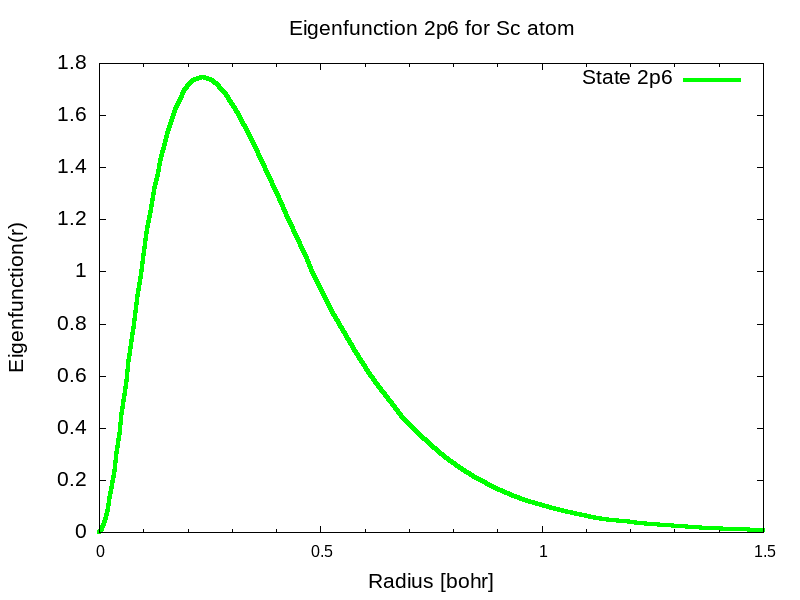 Eigenfunction 2p6 for Sc atom
State 2p6
1.8
1.6
1.4
1.2
1
0.8
0.6
0.4
0.2
0
Eigenfunction(r)
0 0.5 1 1.5
Radius [bohr]